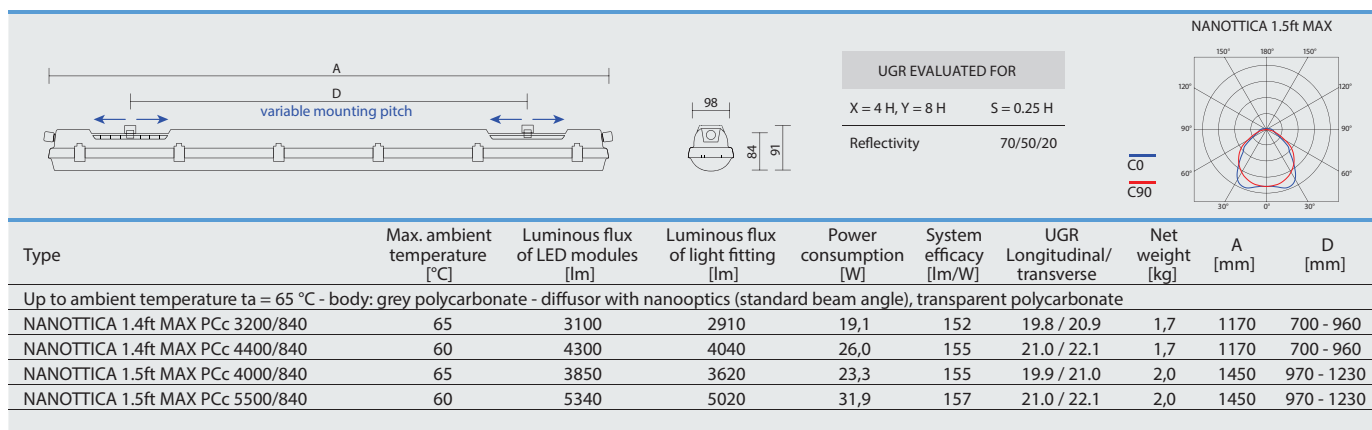 NANOTTICA 1.5ft MAX
A
D
variable mounting pitch
98
84
91
UGR EVALUATED FOR
X = 4 H, Y = 8 H S = 0.25 H
Reflectivity 70/50/20
150° 180° 150°
120° 120°
90° 90°
60° 60°
30° 0° 30°
C0
C90
Type Max. ambient temperature [°C] Luminous flux of LED modules [lm] Luminous flux of light fitting [lm] Power consumption [W] System efficacy [lm/W] UGR Longitudinal/ transverse Net weight [kg] A [mm] D [mm]
Up to ambient temperature ta = 65 °C - body: grey polycarbonate - diffusor with nanooptics (standard beam angle), transparent polycarbonate
NANOTTICA 1.4ft MAX PCc 3200/840 65 3100 2910 19,1 152 19.8 / 20.9 1,7 1170 700 - 960
NANOTTICA 1.4ft MAX PCc 4400/840 60 4300 4040 26,0 155 21.0 / 22.1 1,7 1170 700 - 960
NANOTTICA 1.5ft MAX PCc 4000/840 65 3850 3620 23,3 155 19.9 / 21.0 2,0 1450 970 - 1230
NANOTTICA 1.5ft MAX PCc 5500/840 60 5340 5020 31,9 157 21.0 / 22.1 2,0 1450 970 - 1230